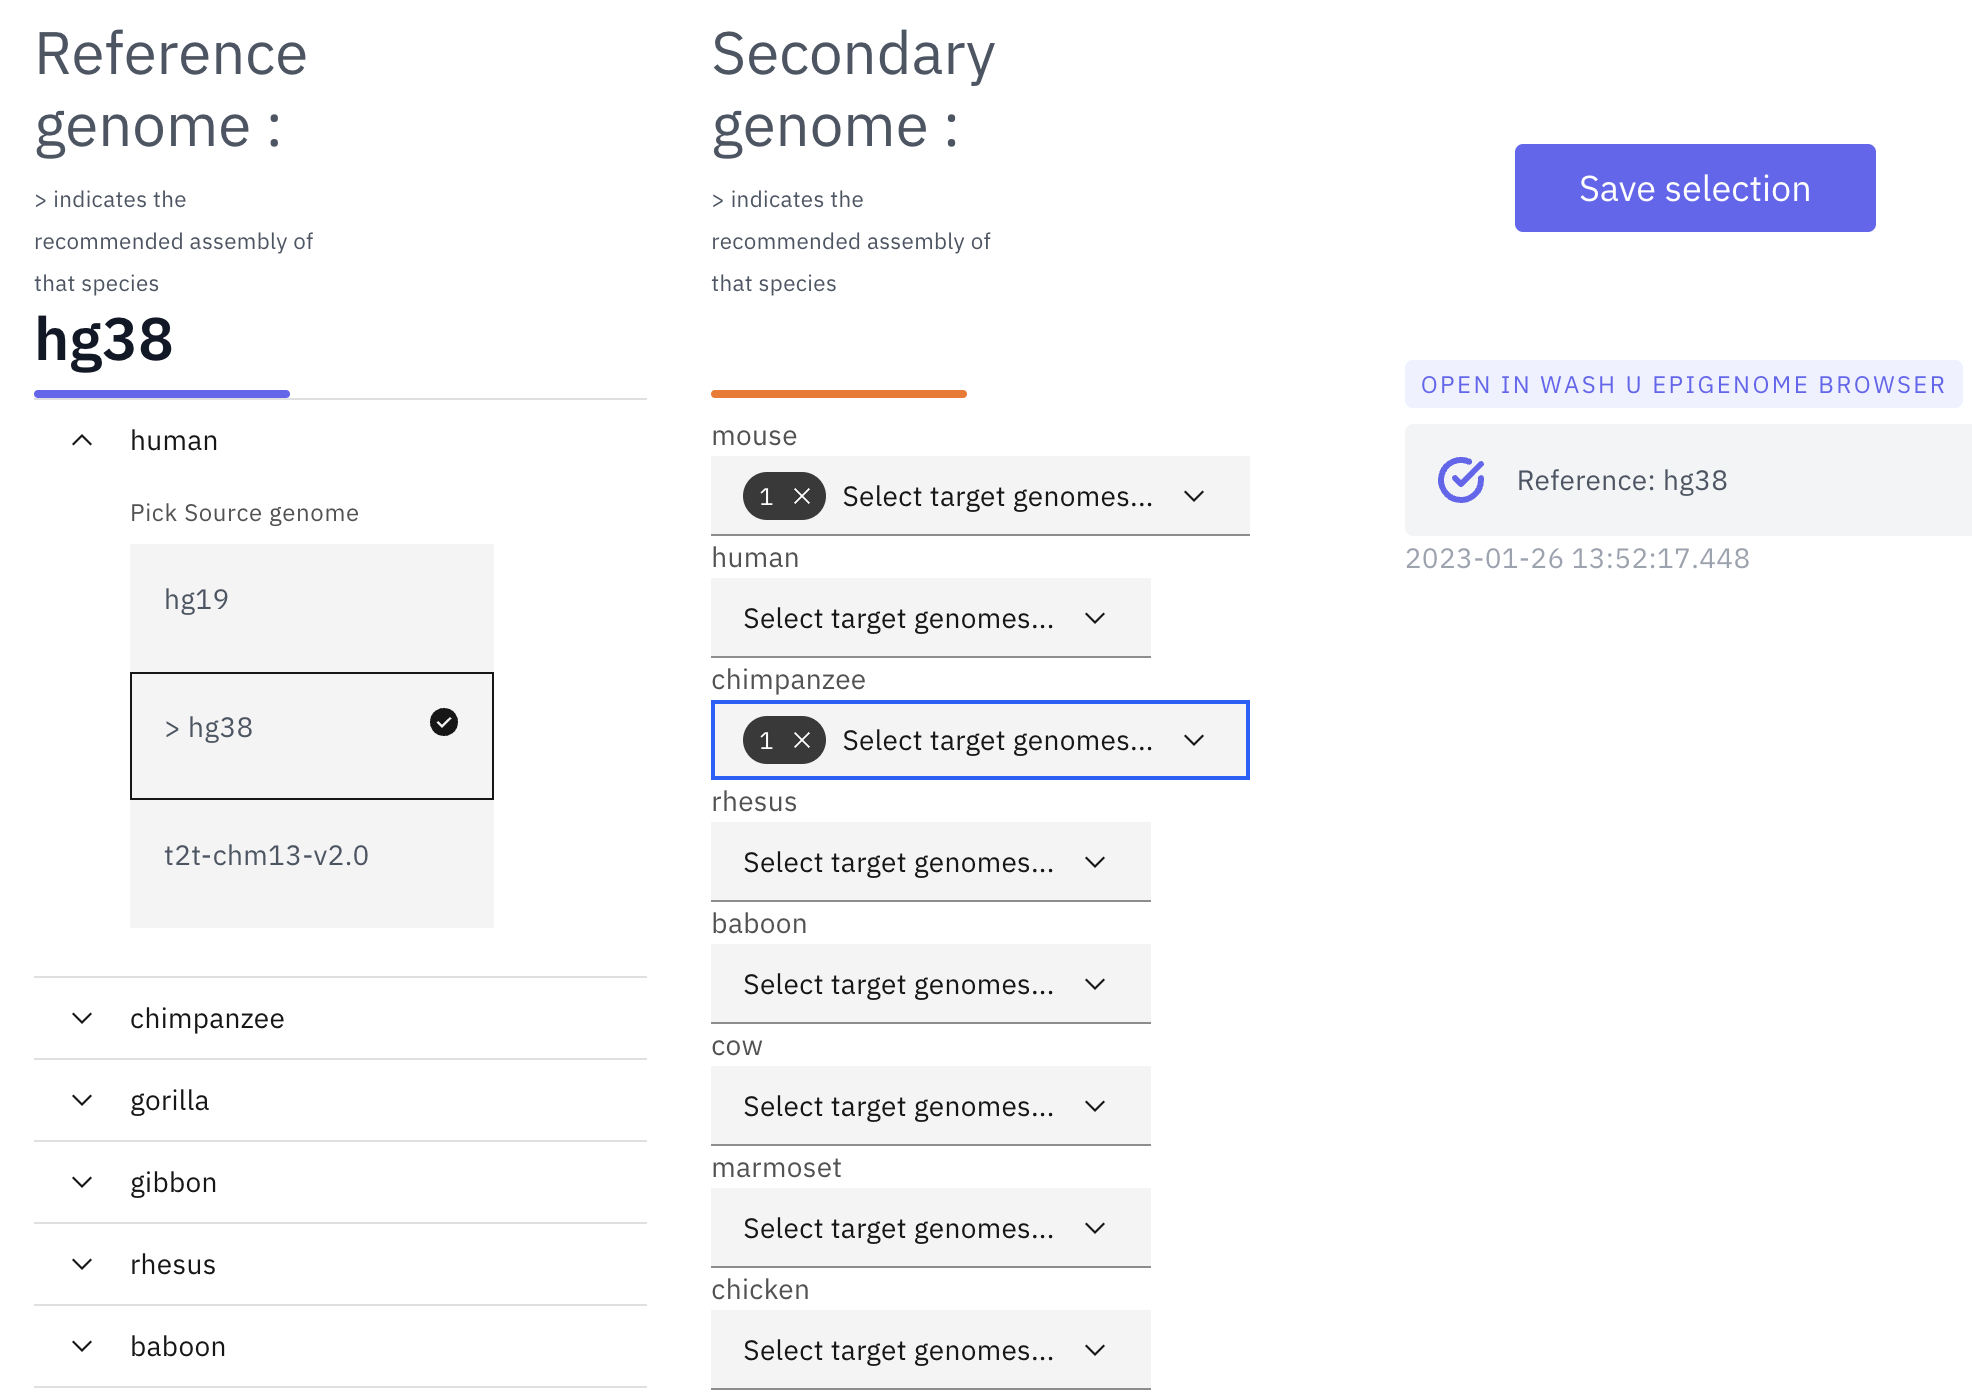 Reference
genome :
> indicates the
recommended assembly of
that species
hg38
human
Pick Source genome
hg19
> hg38
t2t-chm13-v2.0
chimpanzee
gorilla
gibbon
rhesus
baboon
Secondary
genome :
> indicates the
recommended assembly of
that species
mouse
1 Select target genomes...
human
Select target genomes...
chimpanzee
1 Select target genomes...
rhesus
Select target genomes...
baboon
Select target genomes...
cow
Select target genomes...
marmoset
Select target genomes...
chicken
Select target genomes...
Save selection
OPEN IN WASH U EPIGENOME BROWSER
Reference: hg38
2023-01-26 13:52:17.448